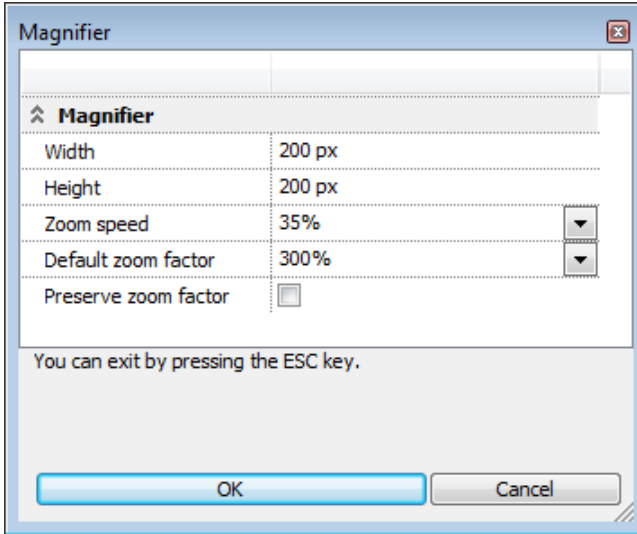 Magnifier
Magnifier
Width 200 px
Height 200 px
Zoom speed 35%
Default zoom factor 300%
Preserve zoom factor
You can exit by pressing the ESC key.
OK Cancel